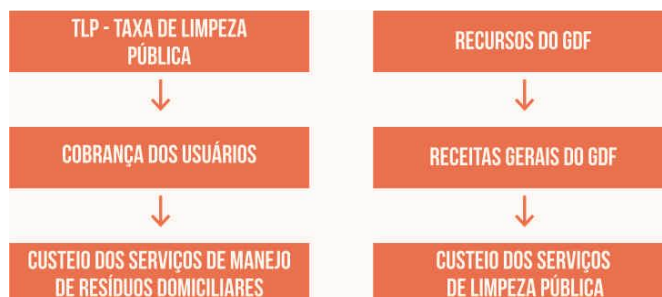 TLP - TAXA DE LIMPEZA
PÚBLICA
COBRANÇA DOS USUÁRIOS
CUSTEIO DOS SERVIÇOS DE MANEJO
DE RESÍDUOS DOMICILIARES
RECURSOS DO GDF
RECEITAS GERAIS DO GDF
CUSTEIO DOS SERVIÇOS
DE LIMPEZA PÚBLICA